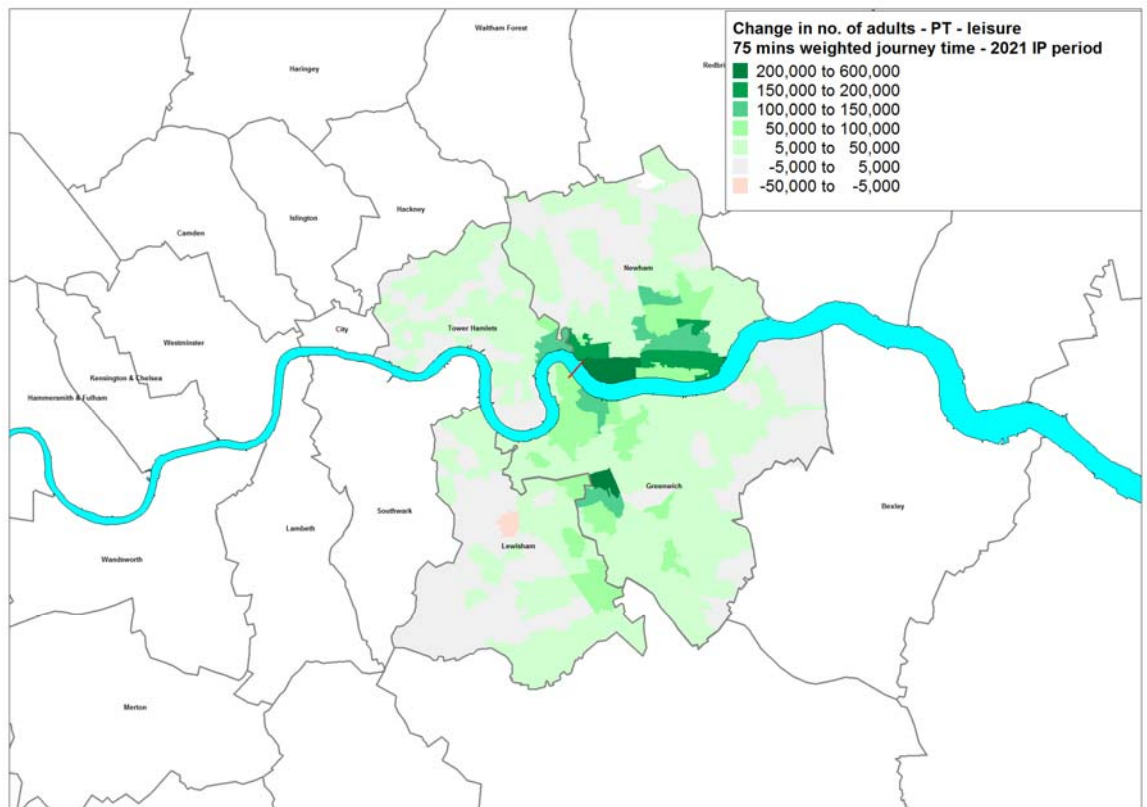 Change in no. of adults - PT - leisure
75 mins weighted journey time - 2021 IP period
200,000 to 600,000
150,000 to 200,000
100,000 to 150,000
50,000 to 100,000
5,000 to 50,000
-5,000 to 5,000
-50,000 to -5,000
Waltham Forest
Redbri
Haringey
Hackney
Islington
Camden
Newham
Tower Hamlets
City
Westminster
Kensington & Chelsea
Hammersmith & Fulham
Greenwich
Bexley
Southwark
Lambeth
Lewisham
Wandsworth
Merton